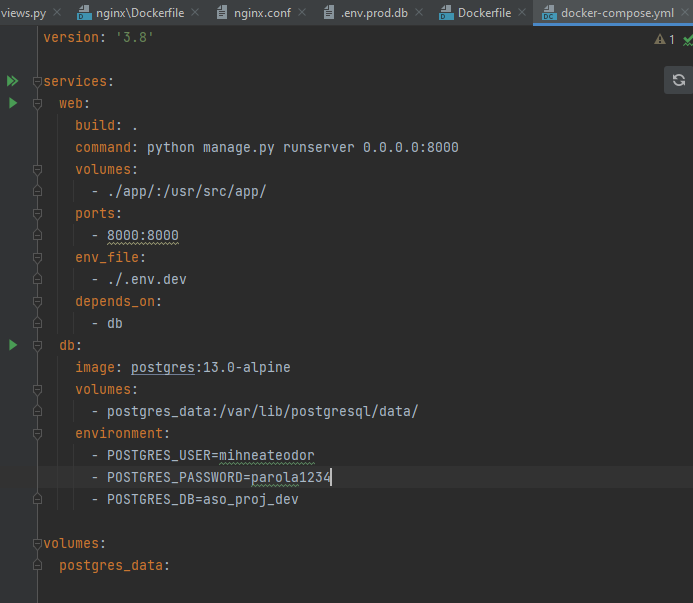 views.py nginx\Dockerfile nginx.conf .env.prod.db Dockerfile docker-compose.yml
version: '3.8'
1
services:
web:
build: .
command: python manage.py runserver 0.0.0.0:8000
volumes:
- ./app/:/usr/src/app/
ports:
- 8000:8000
env_file:
- ./.env.dev
depends_on:
- db
db:
image: postgres:13.0-alpine
volumes:
- postgres_data:/var/lib/postgresql/data/
environment:
- POSTGRES_USER=mihneateodor
- POSTGRES_PASSWORD=parola1234
- POSTGRES_DB=aso_proj_dev
volumes:
postgres_data: